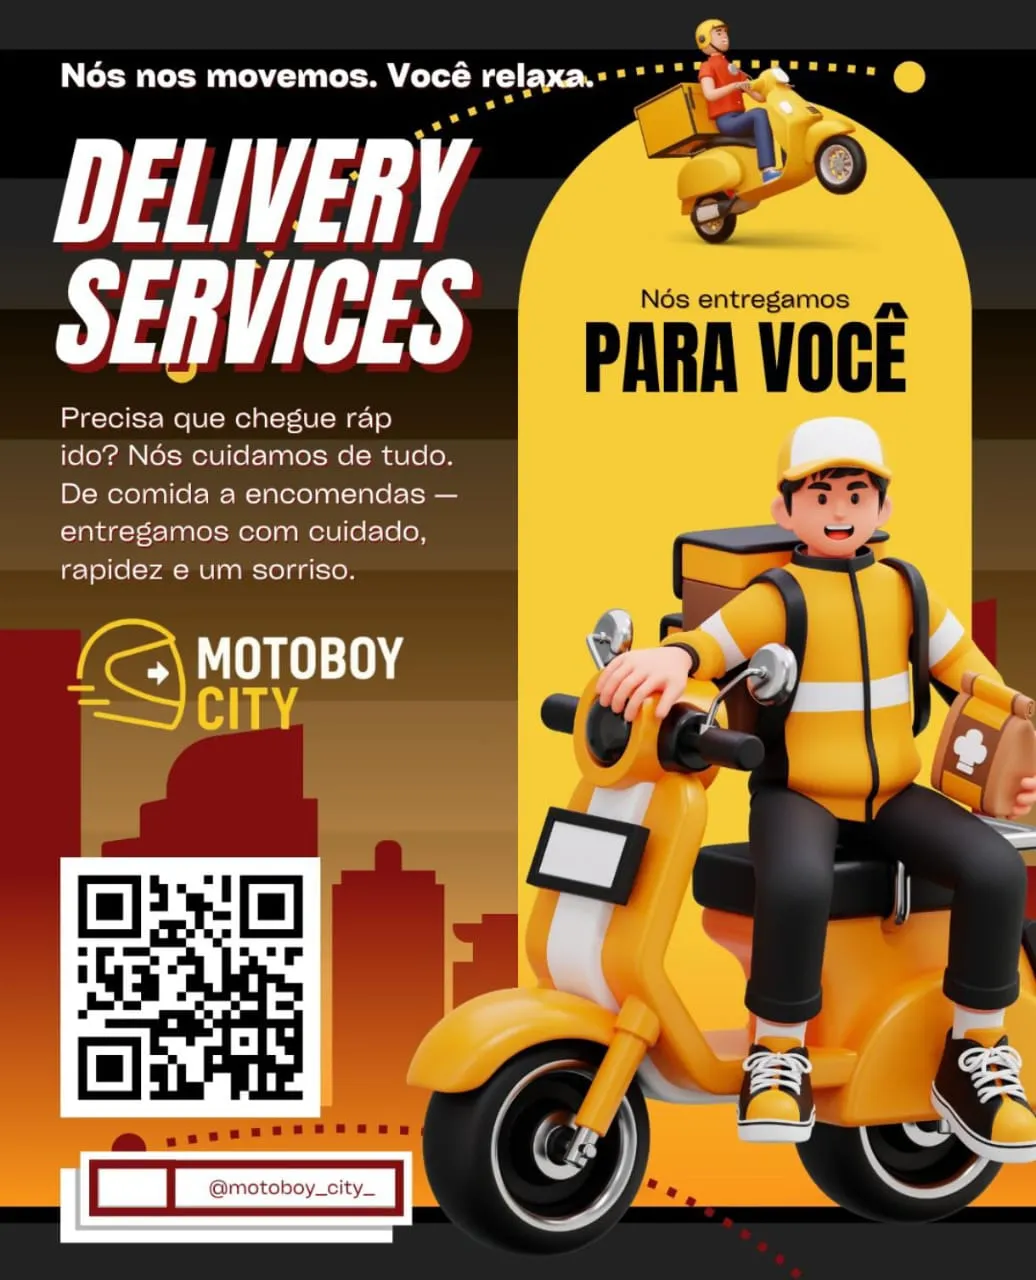 Nós nos movemos. Você relaxa.
DELIVERY
SERVICES
Precisa que chegue ráp
ido? Nós cuidamos de tudo.
De comida a encomendas —
entregamos com cuidado,
rapidez e um sorriso.
MOTOBOY
CITY
@motoboy_city_
Nós entregamos
PARA VOCÊ